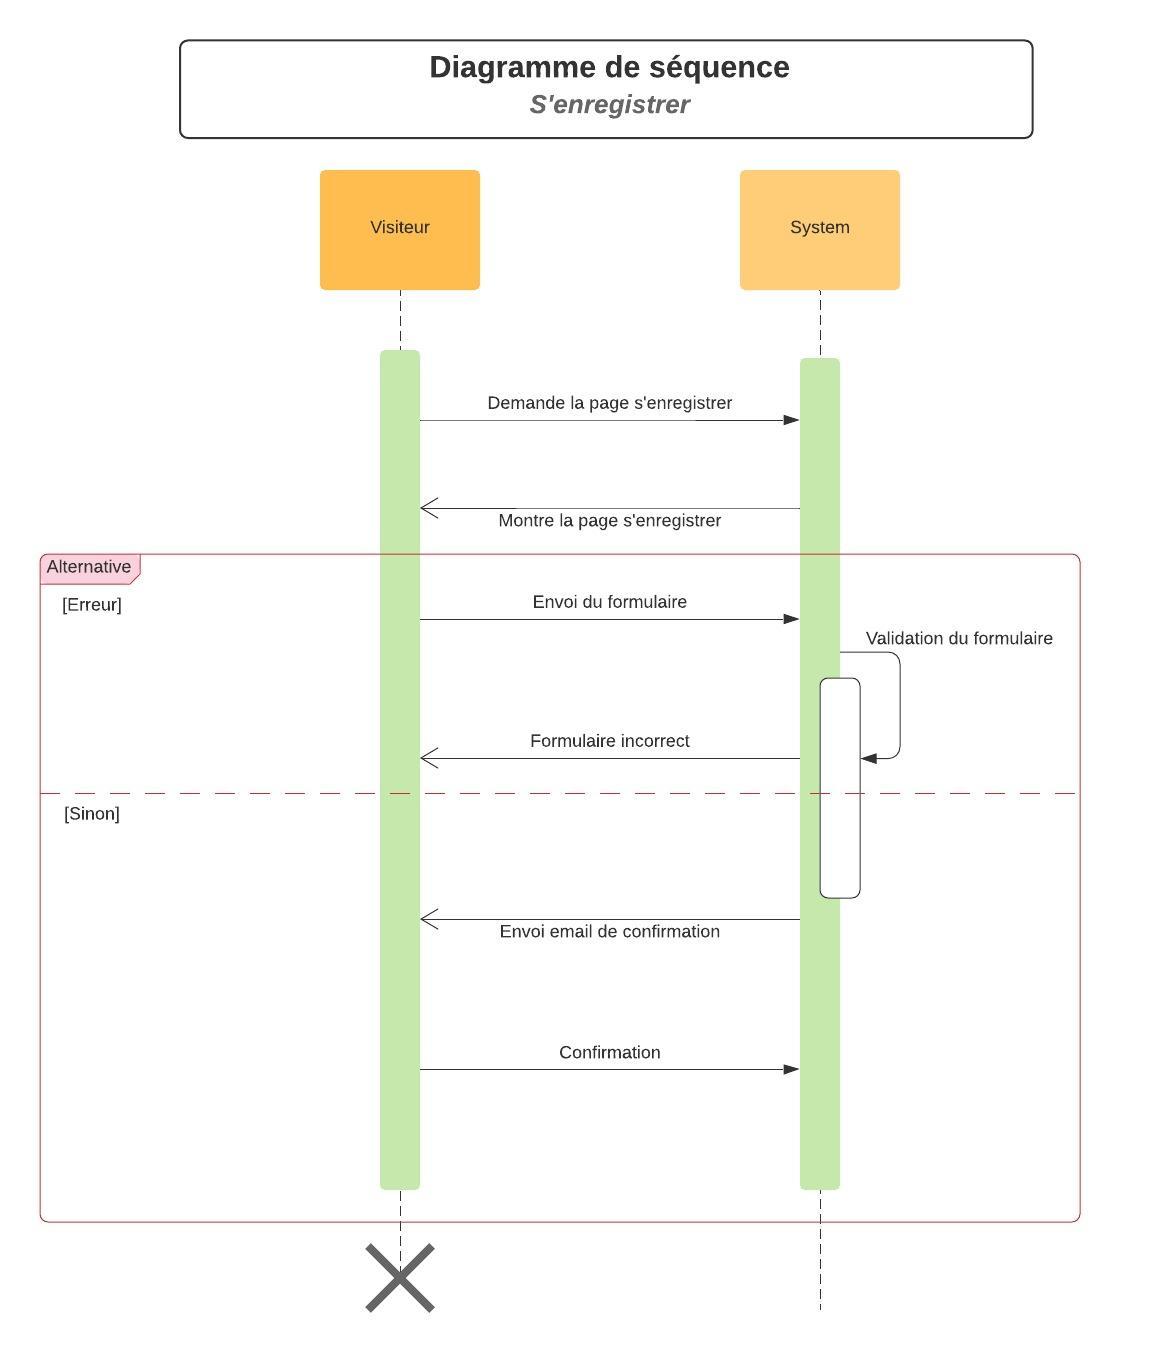 Diagramme de séquence
S'enregistrer
Visiteur
System
Demande la page s'enregistrer
Montre la page s'enregistrer
Alternative
[Erreur]
Envoi du formulaire
Validation du formulaire
Formulaire incorrect
[Sinon]
Envoi email de confirmation
Confirmation